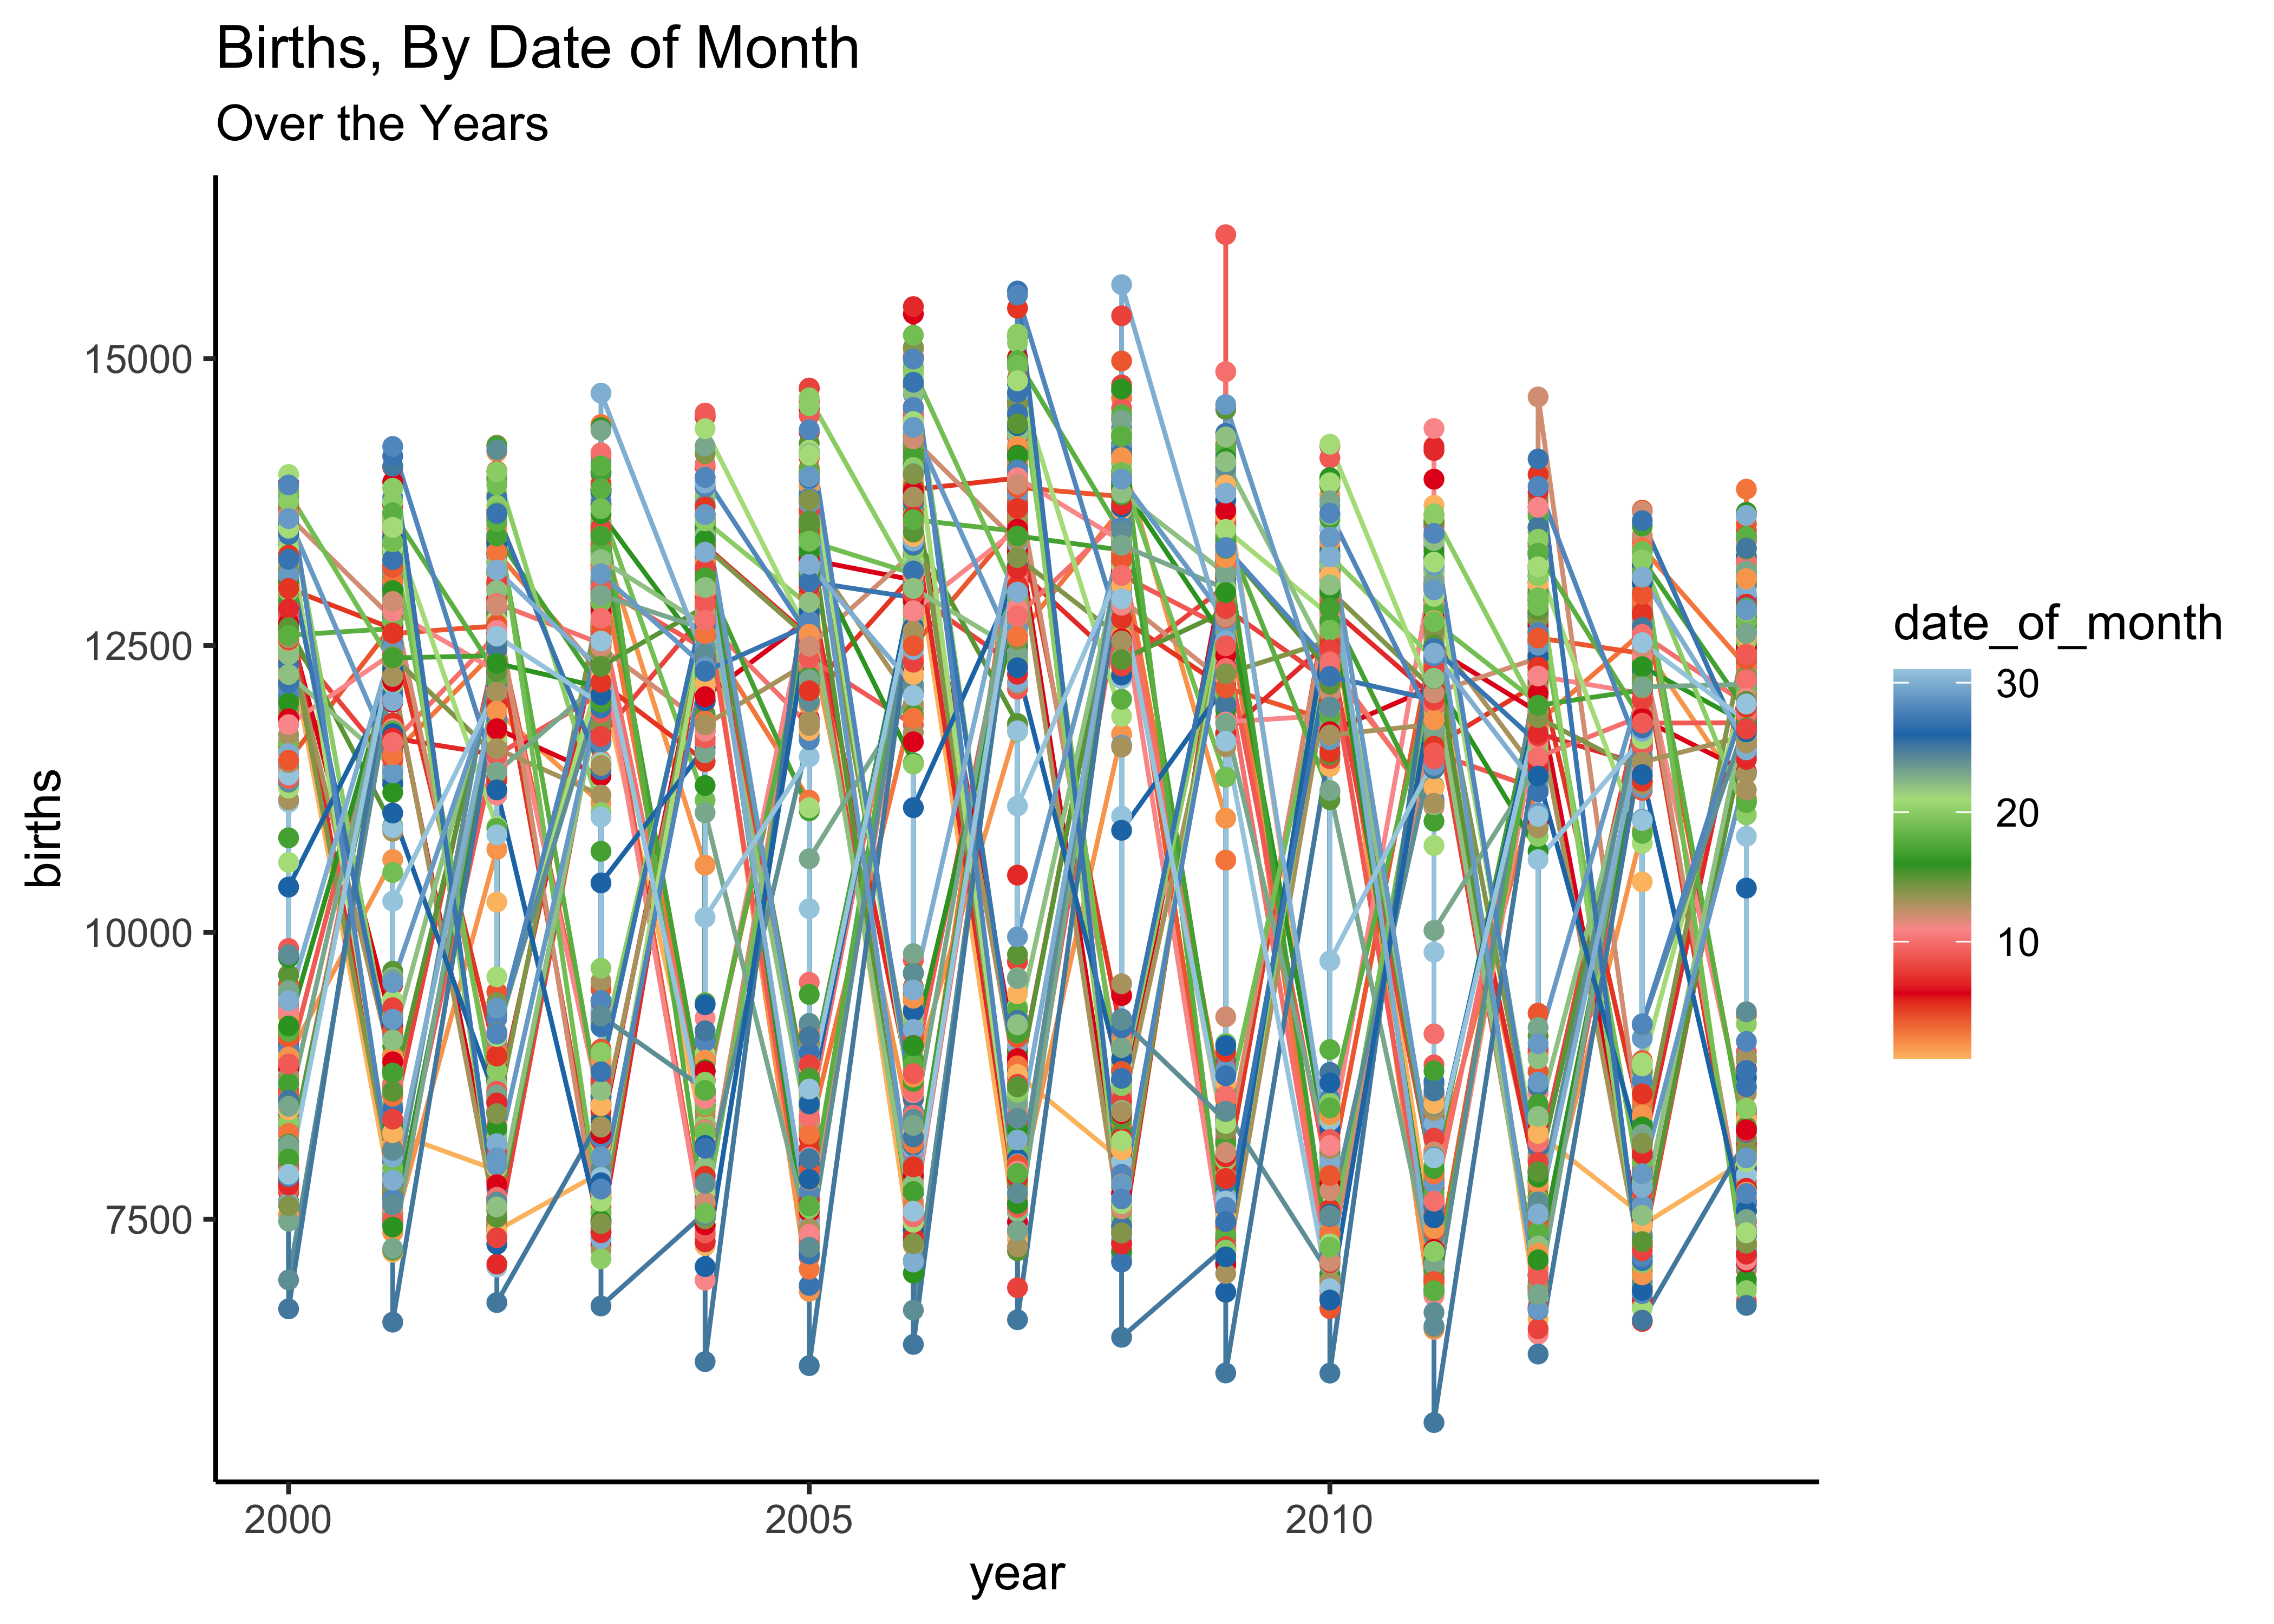 Births, By Date of Month
Over the Years
15000
12500
10000
7500
births
2000
2005
2010
year
date_of_month
30
20
10